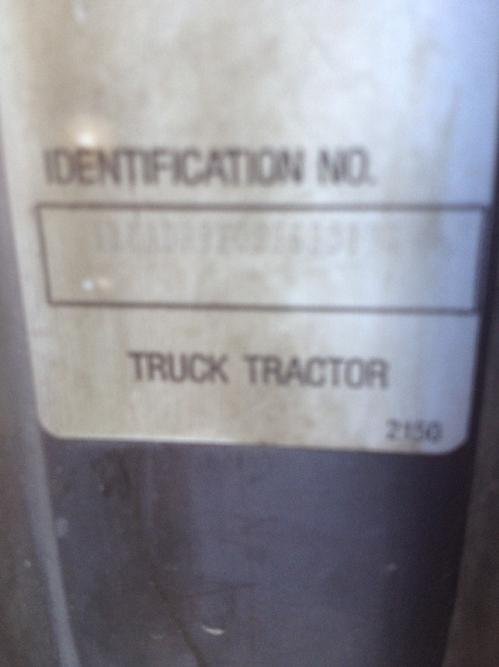 IDENTIFICATION NO.
TRUCK TRACTOR
2150